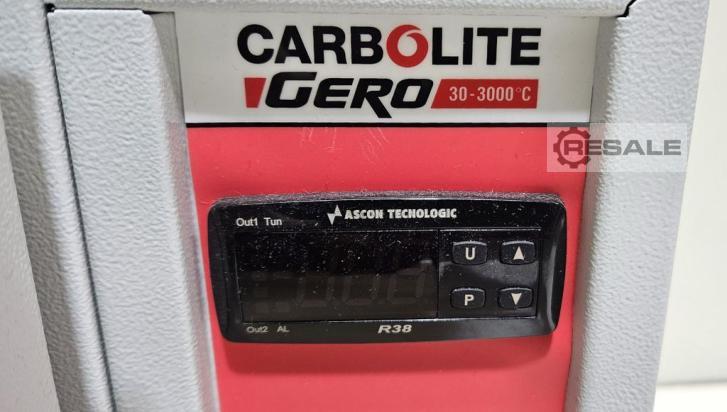 CARBOLITE
GERO 30-3000°C
RESALE
Out1 Tun
ASCON TECNOLOGIC
U
P
Out2 AL
R38